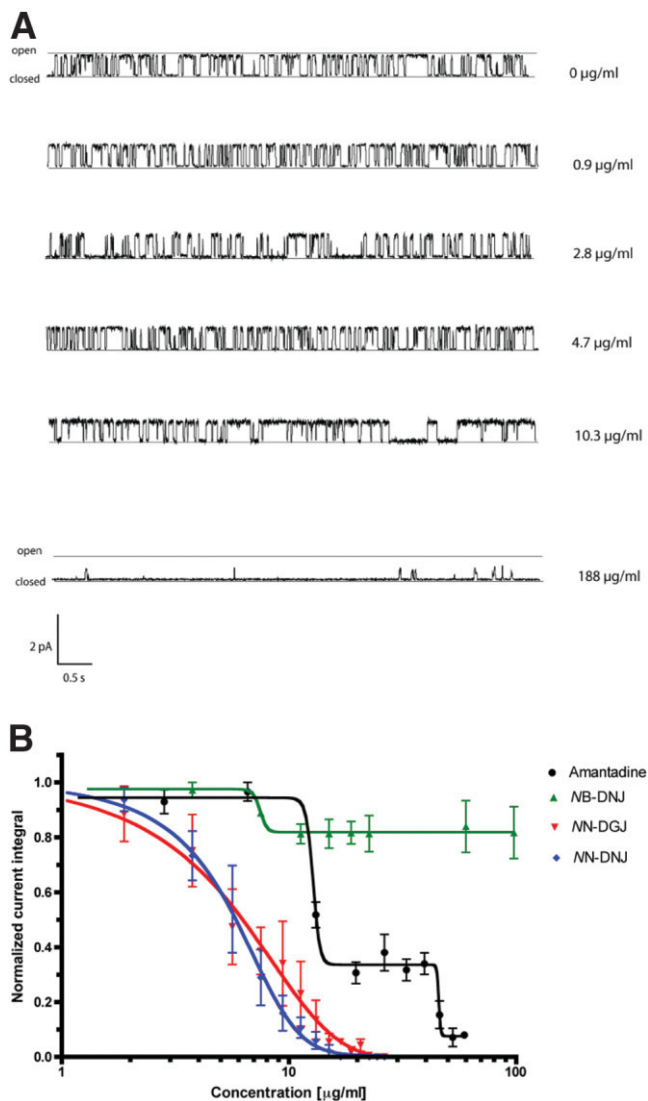 A
open
closed
0 µg/ml
0.9 µg/ml
2.8 µg/ml
4.7 µg/ml
10.3 µg/ml
open
closed
188 µg/ml
2 pA
0.5 s
B
Normalized current integral
1.0
0.8
0.6
0.4
0.2
0.0
1
10
100
Concentration [µg/ml]
Amantadine
NB-DNJ
NN-DGJ
NN-DNJ